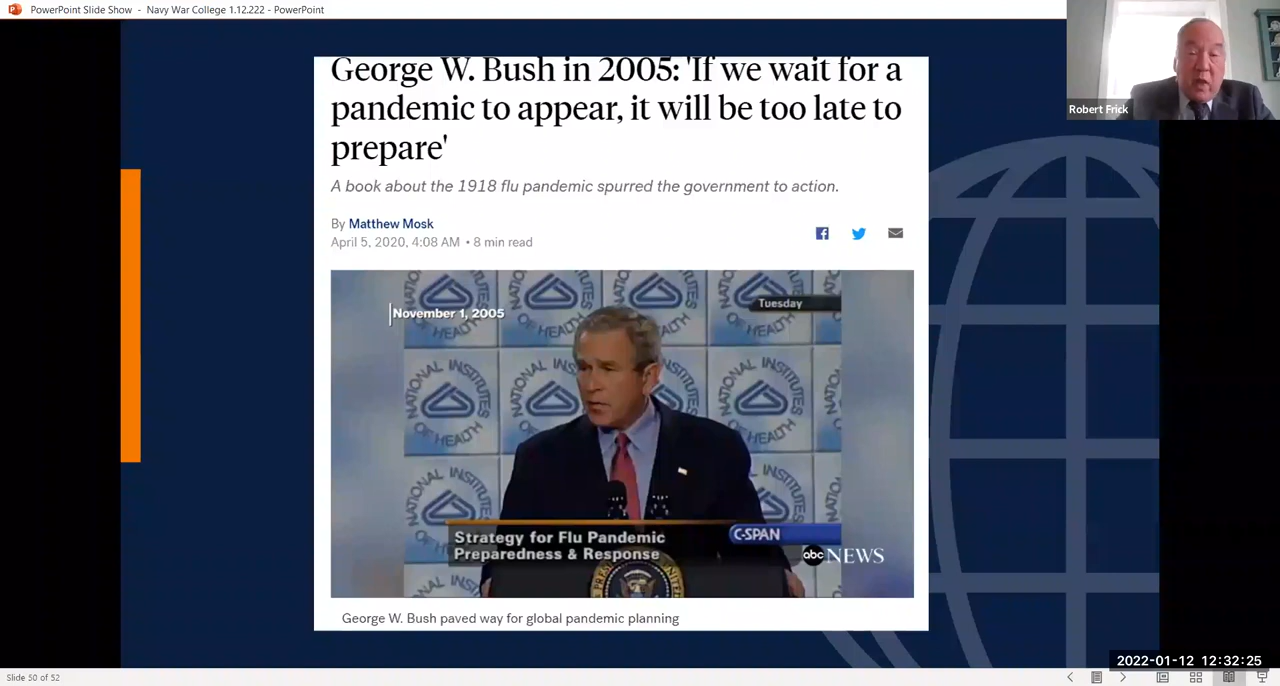 PowerPoint Slide Show - Navy War College 1.12.222 - PowerPoint
George W. Bush in 2005: 'If we wait for a
pandemic to appear, it will be too late to
prepare'
A book about the 1918 flu pandemic spurred the government to action.
By Matthew Mosk
April 5, 2020, 4:08 AM • 8 min read
Robert Frick
November 1, 2005
Tuesday
NATIONAL INSTITUTES OF HEALTH
Strategy for Flu Pandemic
Preparedness & Response
C-SPAN
abc NEWS
George W. Bush paved way for global pandemic planning
2022-01-12 12:32:25
Slide 50 of 52